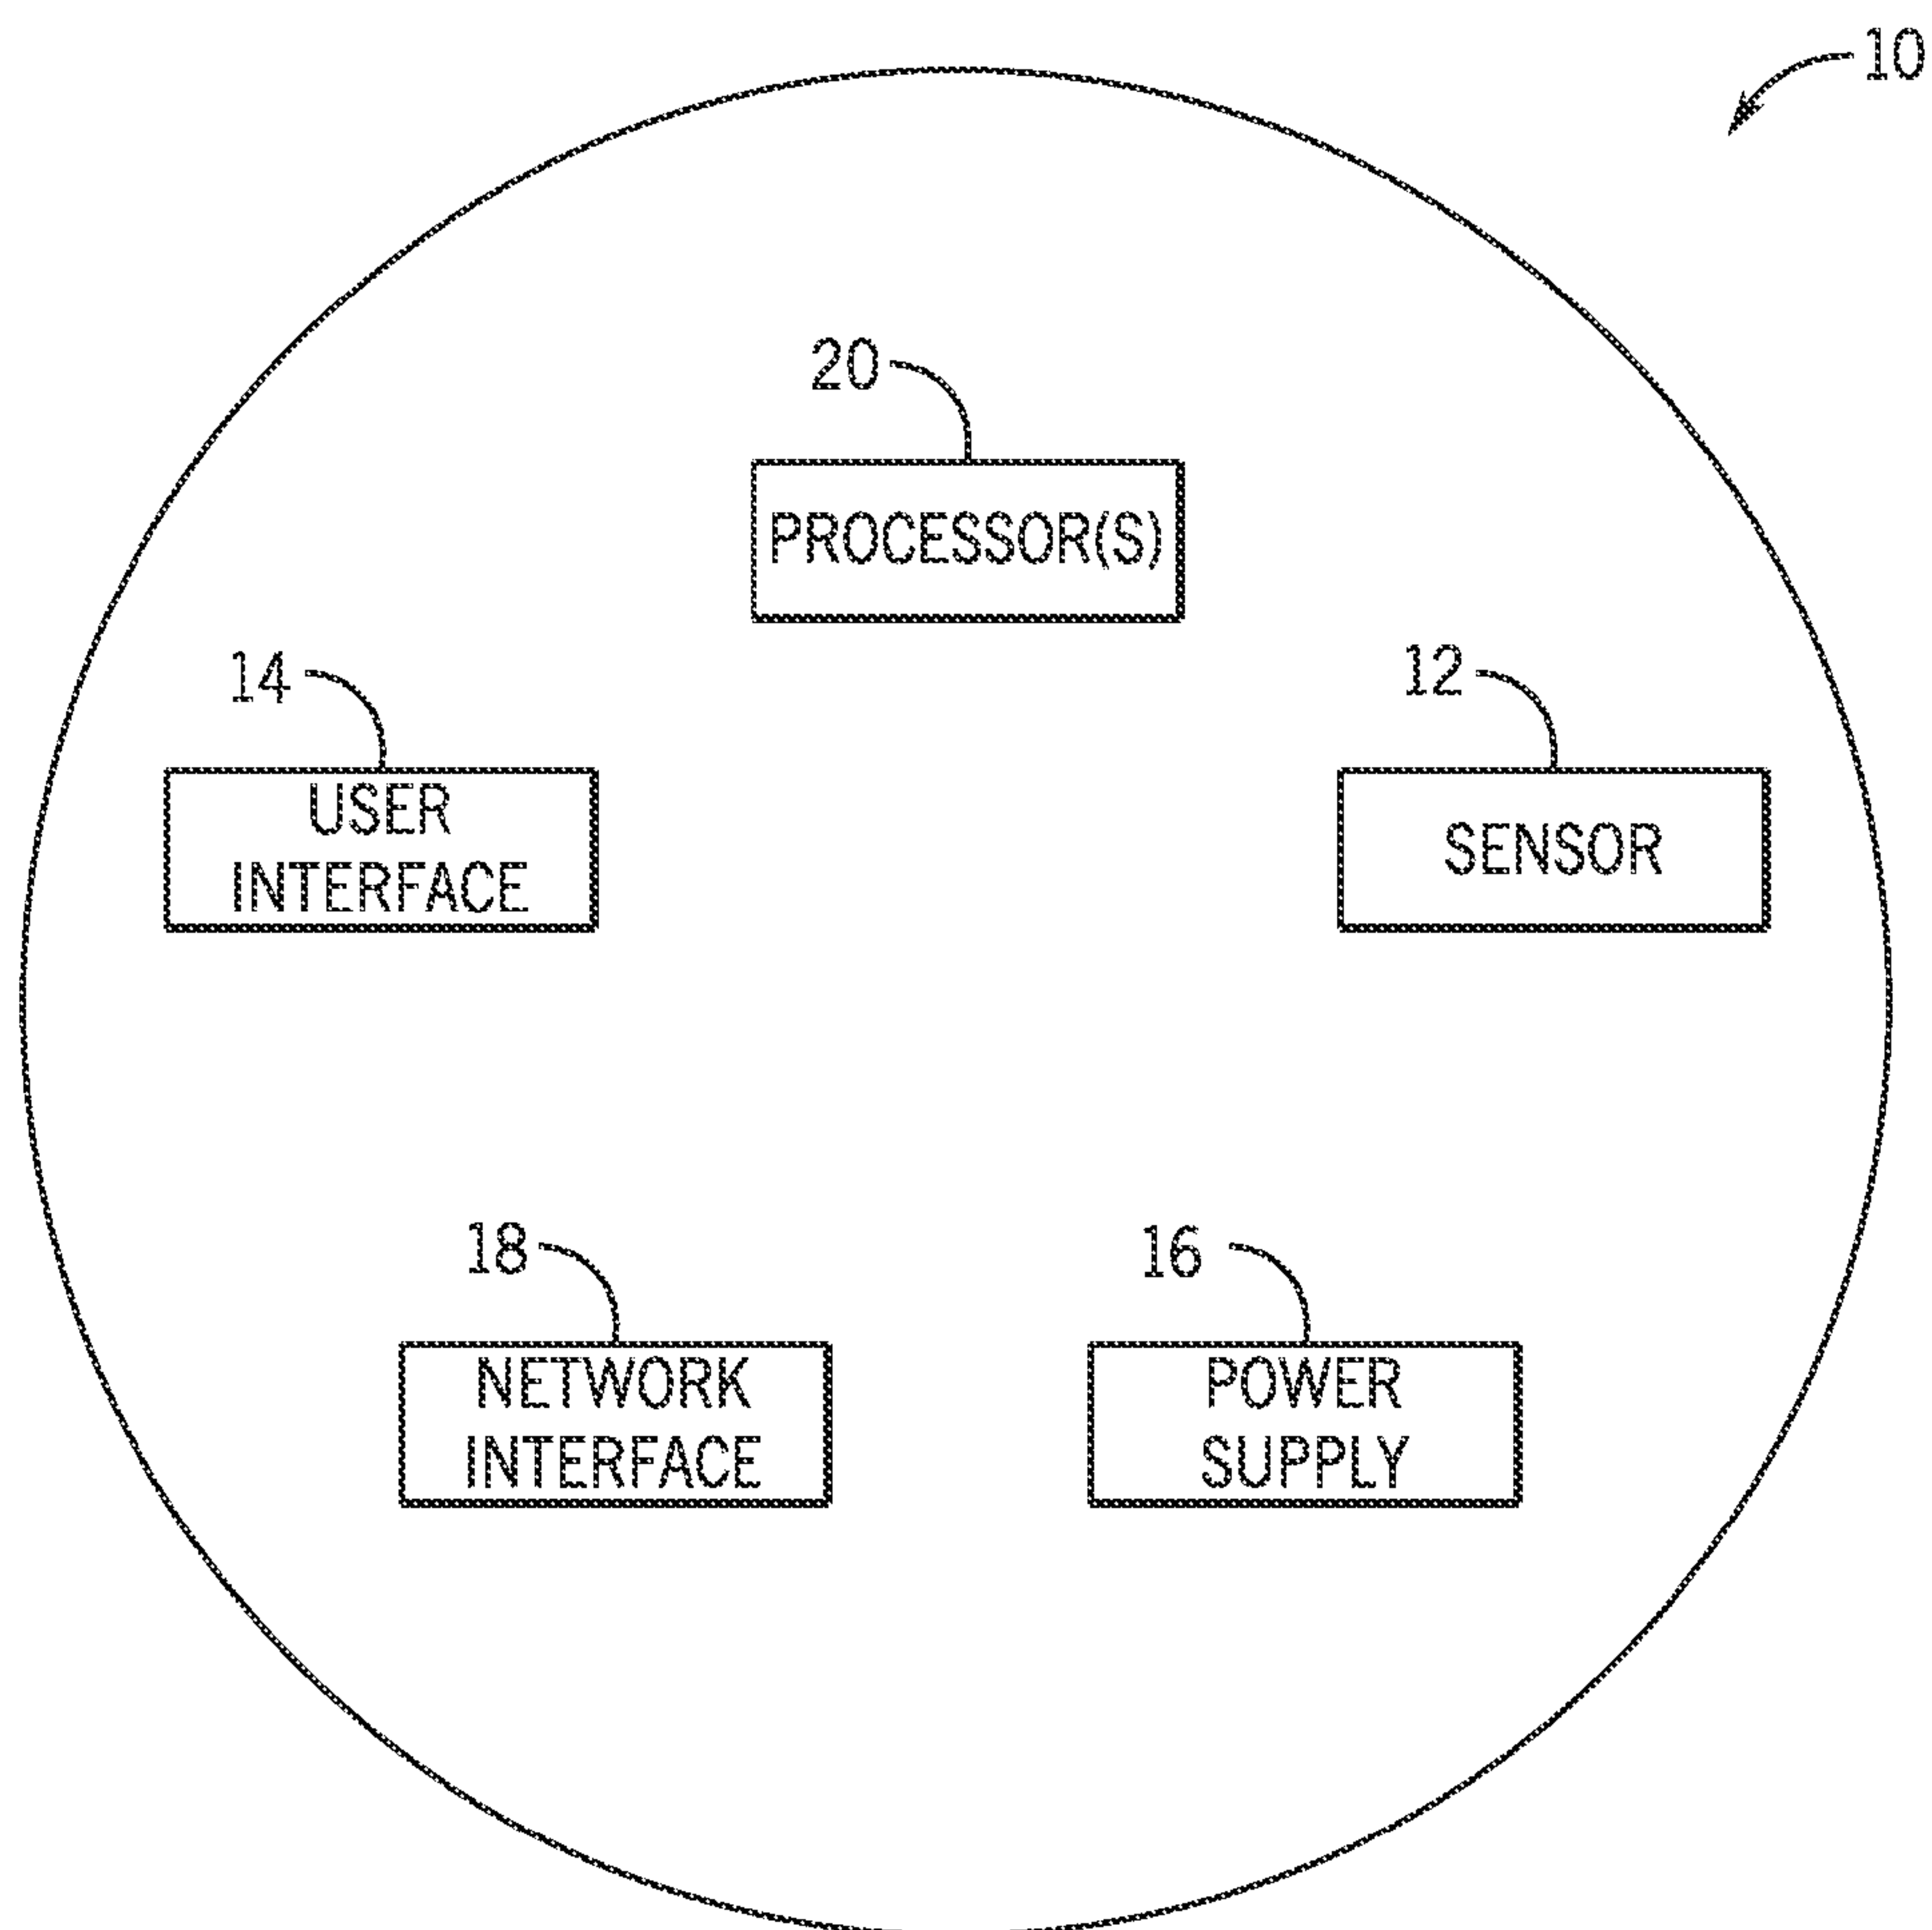 10
20
PROCESSOR(S)
14
12
USER
INTERFACE
SENSOR
18
16
NETWORK
INTERFACE
POWER
SUPPLY